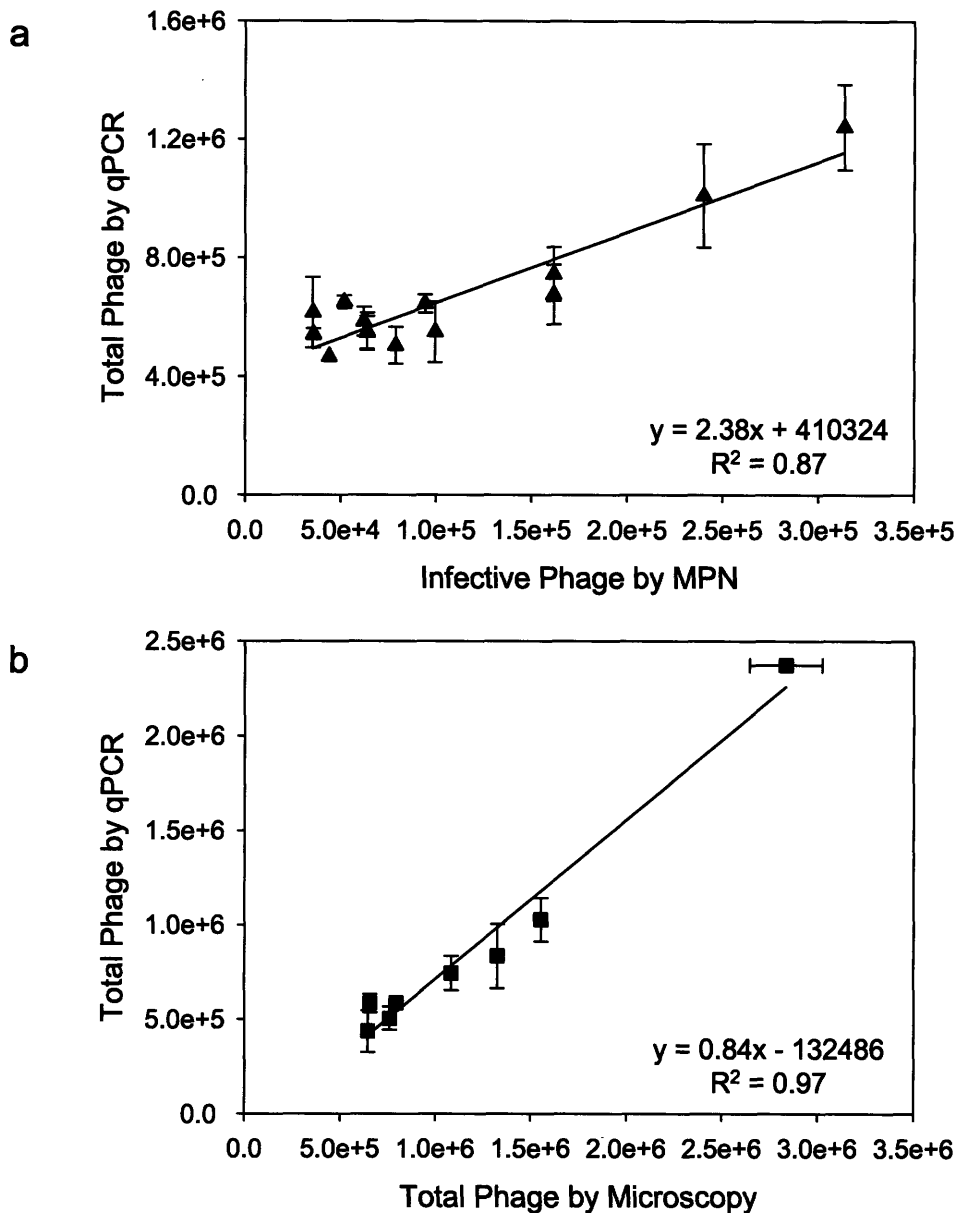 a
1.6e+6
1.2e+6
8.0e+5
4.0e+5
0.0
Total Phage by qPCR
y = 2.38x + 410324
R² = 0.87
0.0 5.0e+4 1.0e+5 1.5e+5 2.0e+5 2.5e+5 3.0e+5 3.5e+5
Infective Phage by MPN
b
2.5e+6
2.0e+6
1.5e+6
1.0e+6
5.0e+5
0.0
Total Phage by qPCR
y = 0.84x - 132486
R² = 0.97
0.0 5.0e+5 1.0e+6 1.5e+6 2.0e+6 2.5e+6 3.0e+6 3.5e+6
Total Phage by Microscopy